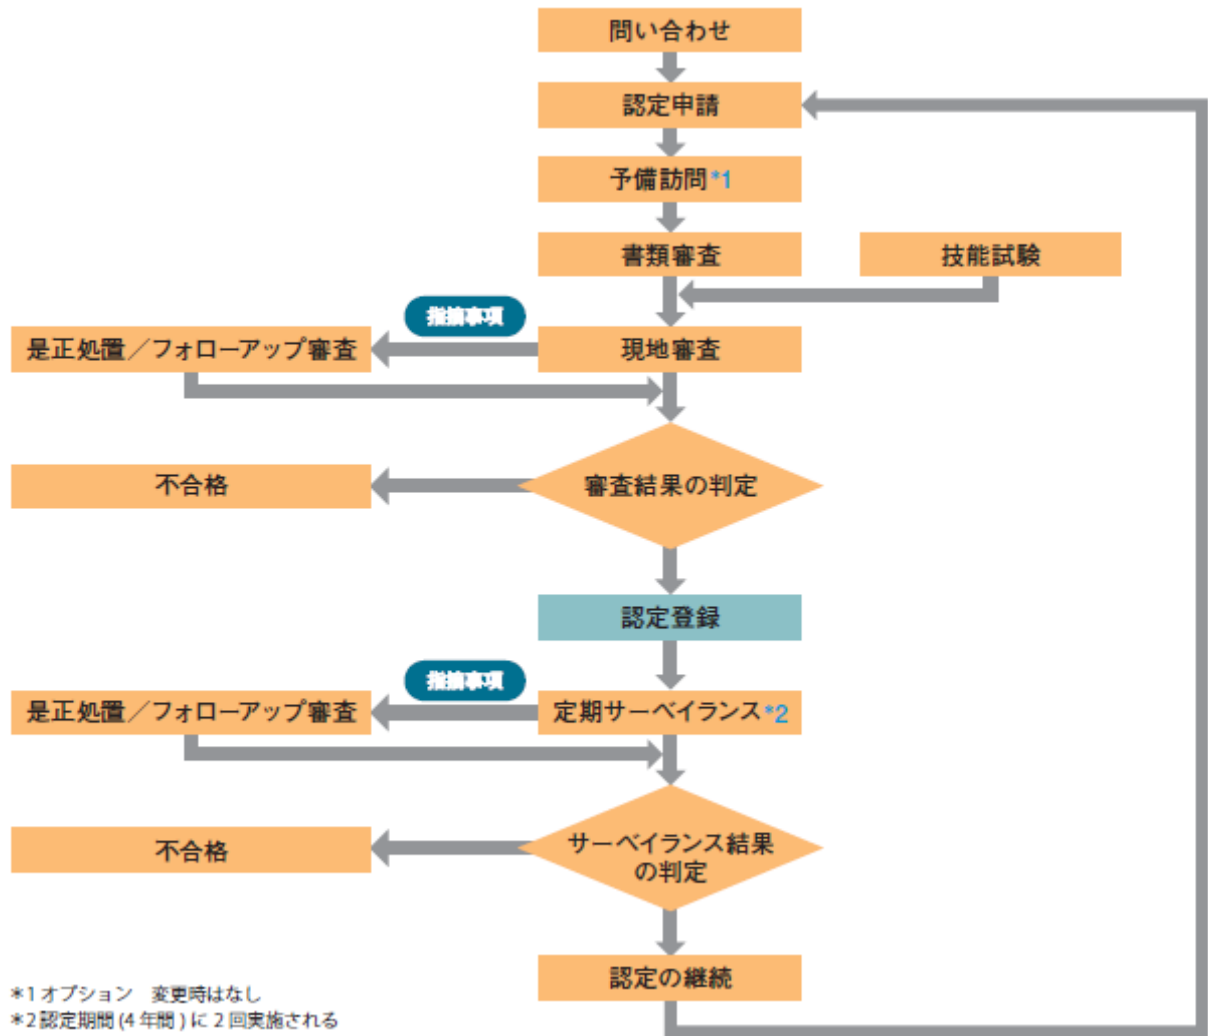 問い合わせ
認定申請
予備訪問*1
書類審査
技能試験
指摘事項
是正処置／フォローアップ審査
現地審査
不合格
審査結果の判定
認定登録
指摘事項
是正処置／フォローアップ審査
定期サーベイランス*2
不合格
サーベイランス結果
の判定
認定の継続
*1 オプション　変更時はなし
*2 認定期間 (4 年間 ) に 2 回実施される